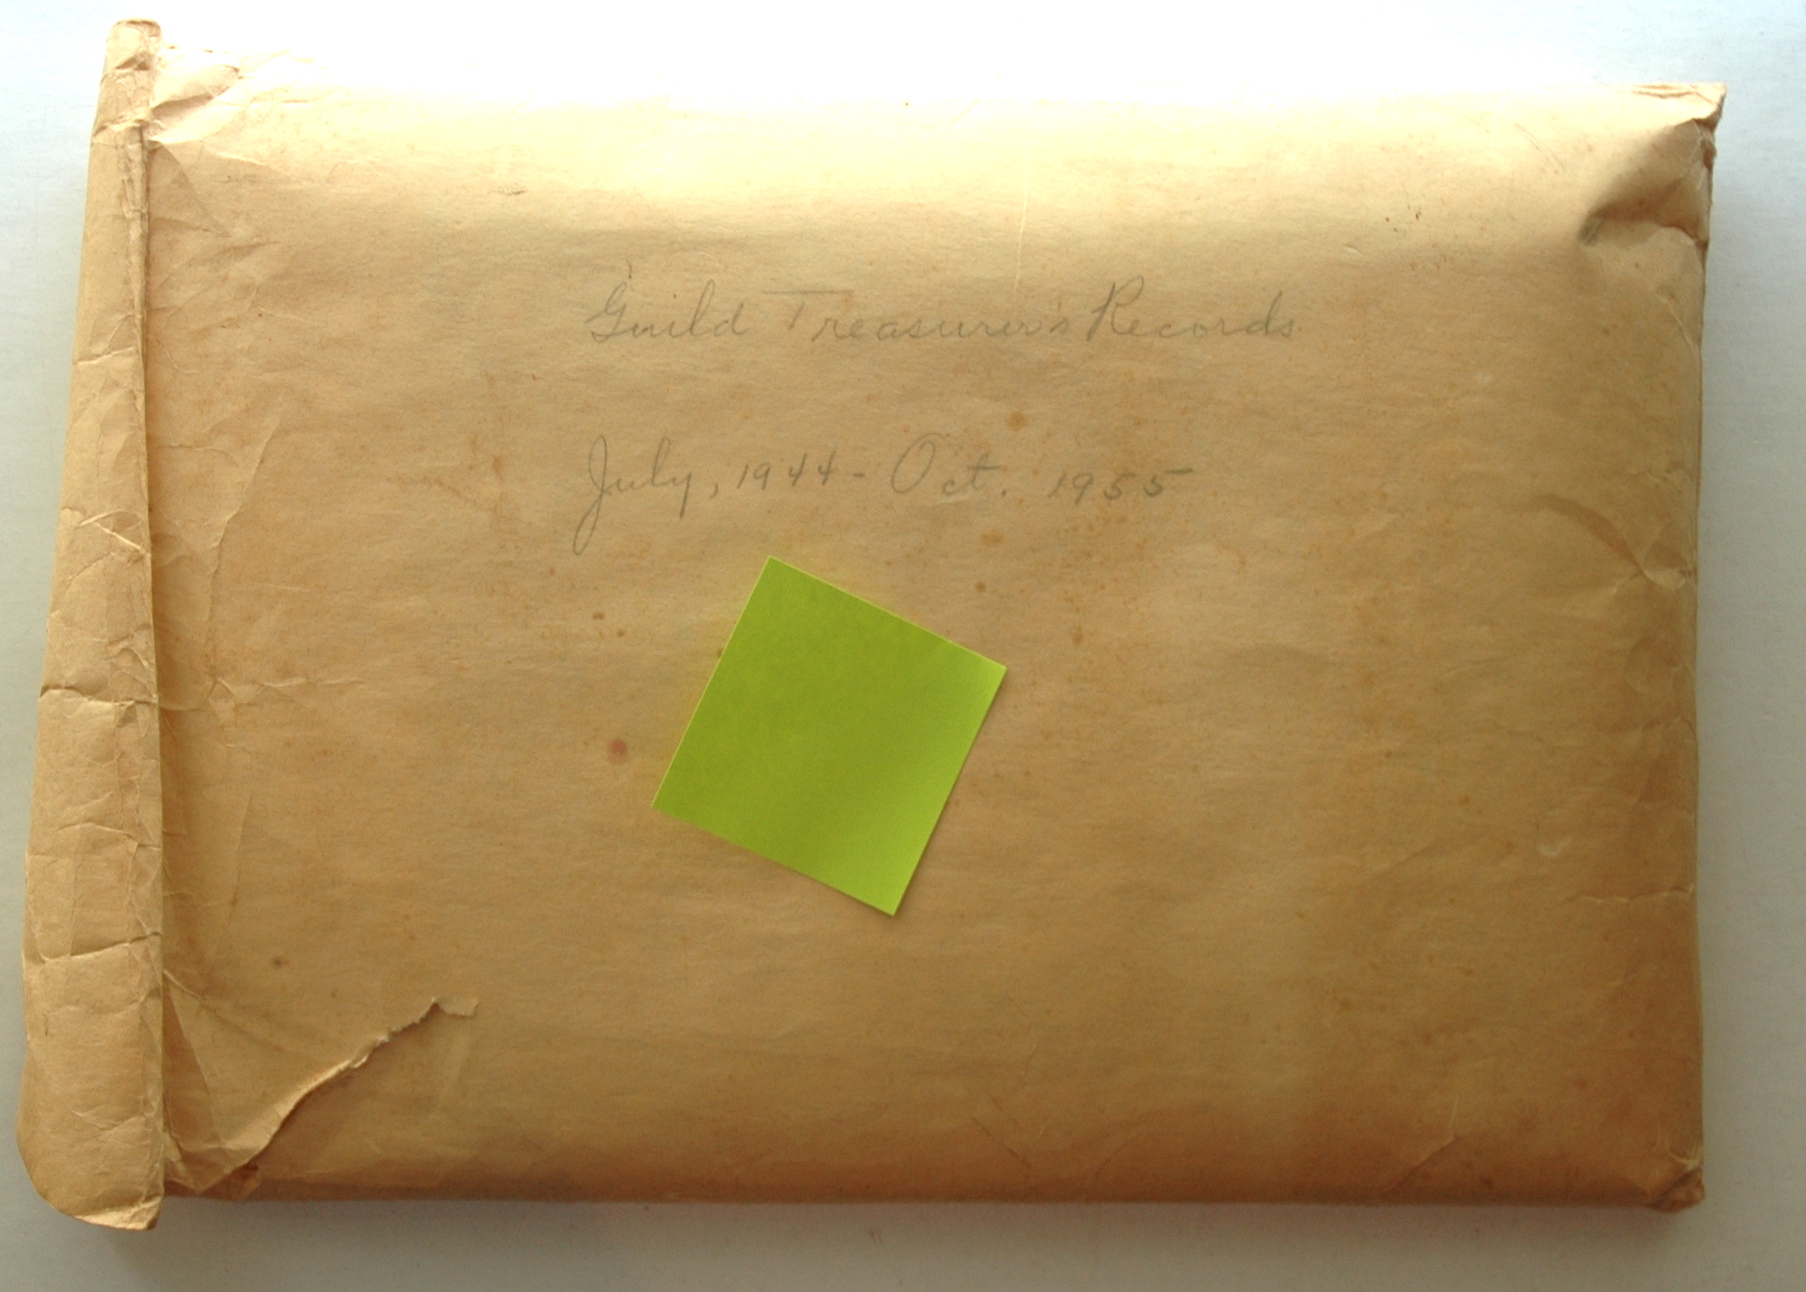 Guild Treasurer's Records
July, 1944 - Oct. 1955